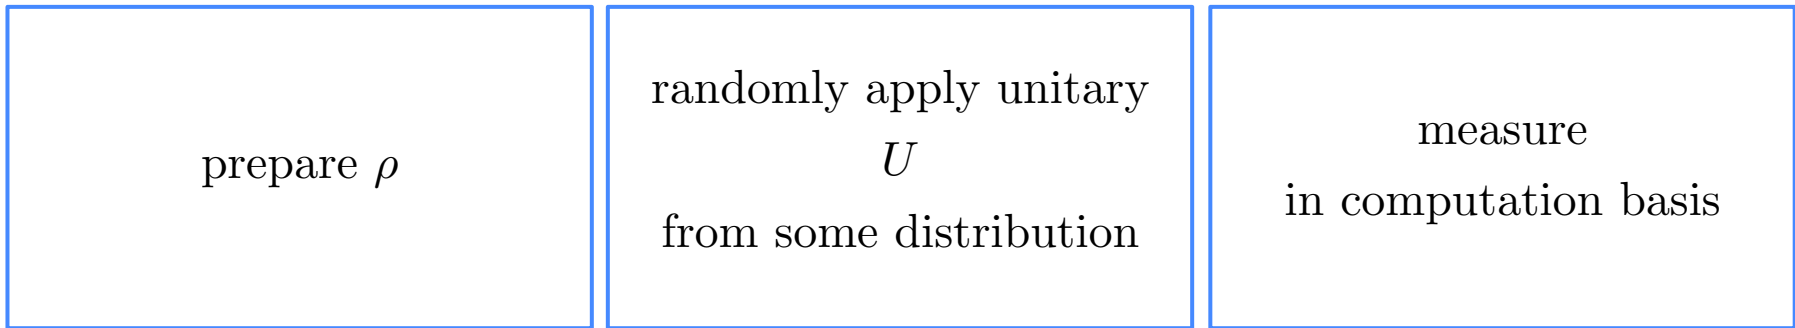 prepare ρ
randomly apply unitary
U
from some distribution
measure
in computation basis